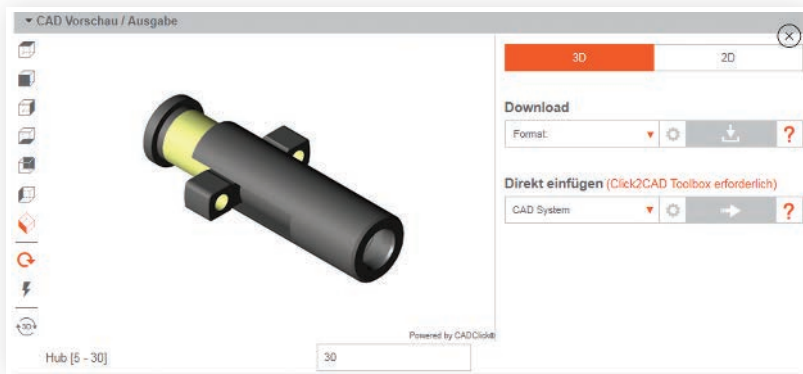 CAD Vorschau / Ausgabe
3D
2D
Download
Format:
?
Direkt einfügen (Click2CAD Toolbox erforderlich)
CAD System
?
3D
Powered by CADClick®
Hub [5 - 30]
30